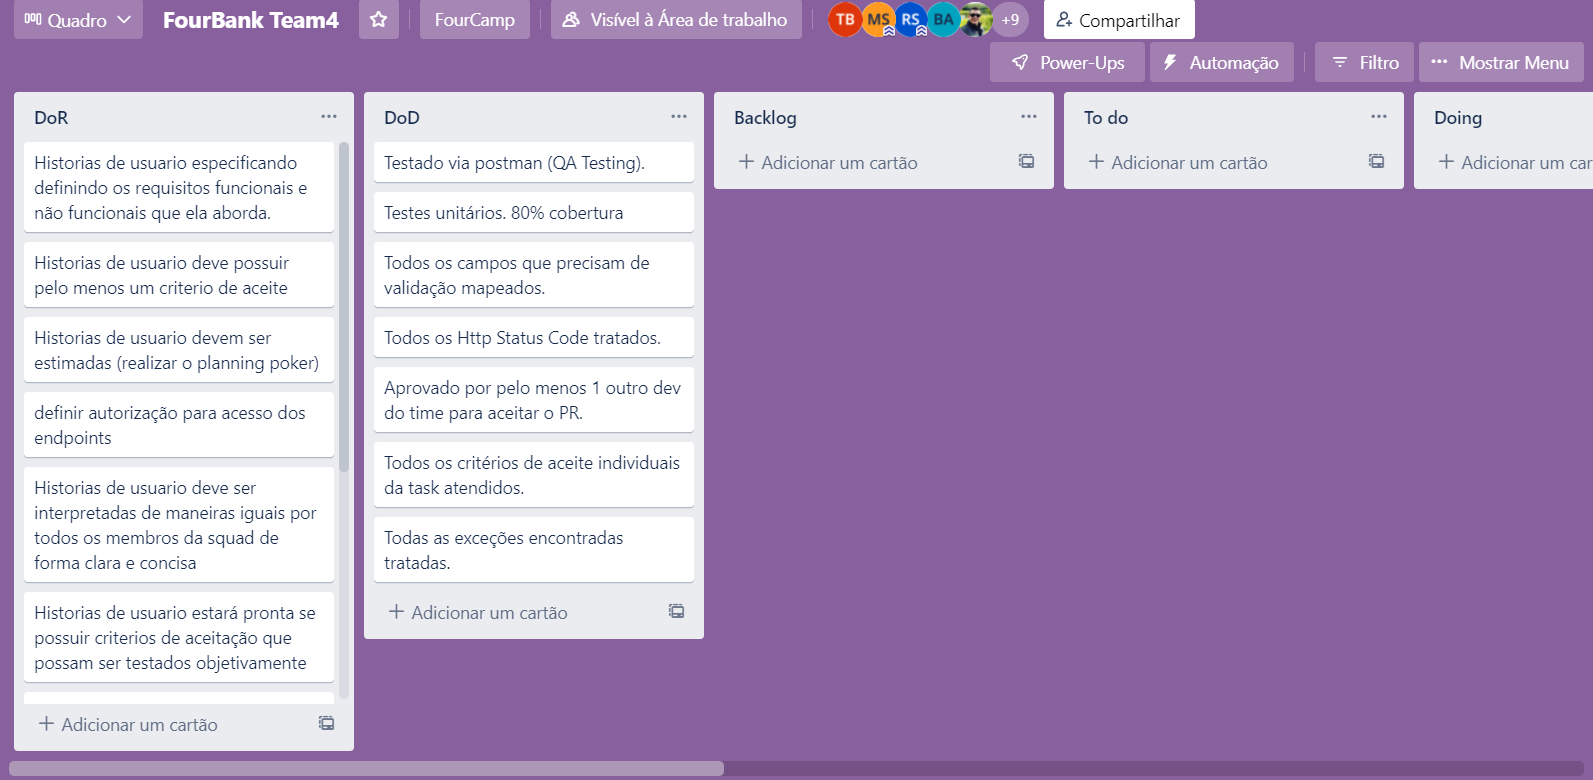 Quadro
FourBank Team4
FourCamp
Visível à Área de trabalho
TB
MS
RS
BA
+9
Compartilhar
Power-Ups
Automação
Filtro
Mostrar Menu
DoR
Historias de usuario especificando
definindo os requisitos funcionais e
não funcionais que ela aborda.
Historias de usuario deve possuir
pelo menos um criterio de aceite
Historias de usuario devem ser
estimadas (realizar o planning poker)
definir autorização para acesso dos
endpoints
Historias de usuario deve ser
interpretadas de maneiras iguais por
todos os membros da squad de
forma clara e concisa
Historias de usuario estará pronta se
possuir criterios de aceitação que
possam ser testados objetivamente
Adicionar um cartão
DoD
Testado via postman (QA Testing).
Testes unitários. 80% cobertura
Todos os campos que precisam de
validação mapeados.
Todos os Http Status Code tratados.
Aprovado por pelo menos 1 outro dev
do time para aceitar o PR.
Todos os critérios de aceite individuais
da task atendidos.
Todas as exceções encontradas
tratadas.
Adicionar um cartão
Backlog
Adicionar um cartão
To do
Adicionar um cartão
Doing
Adicionar um car